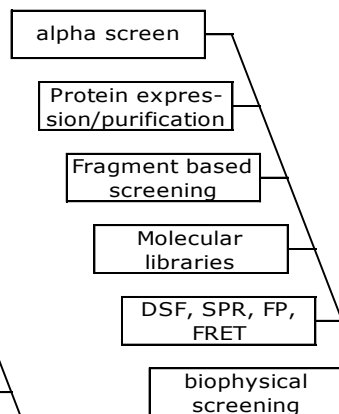 alpha screen
Protein expres-
sion/purification
Fragment based
screening
Molecular
libraries
DSF, SPR, FP,
FRET
biophysical
screening